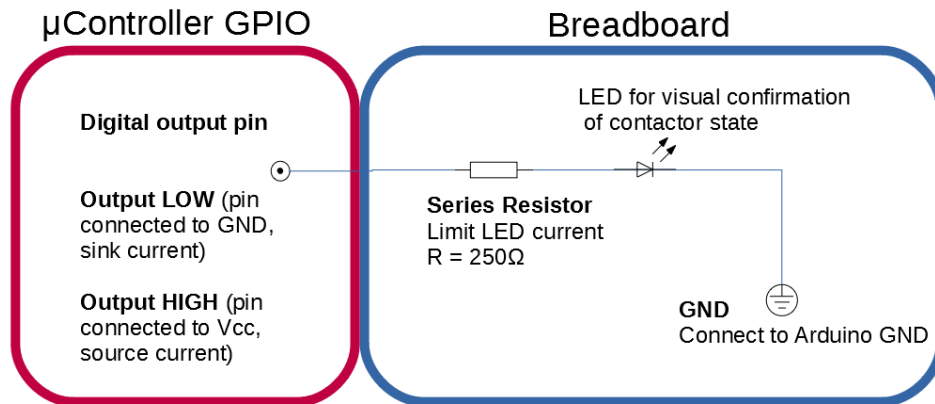 μController GPIO
Breadboard
Digital output pin
Output LOW (pin
connected to GND,
sink current)
Output HIGH (pin
connected to Vcc,
source current)
LED for visual confirmation
of contactor state
Series Resistor
Limit LED current
R = 250Ω
GND
Connect to Arduino GND